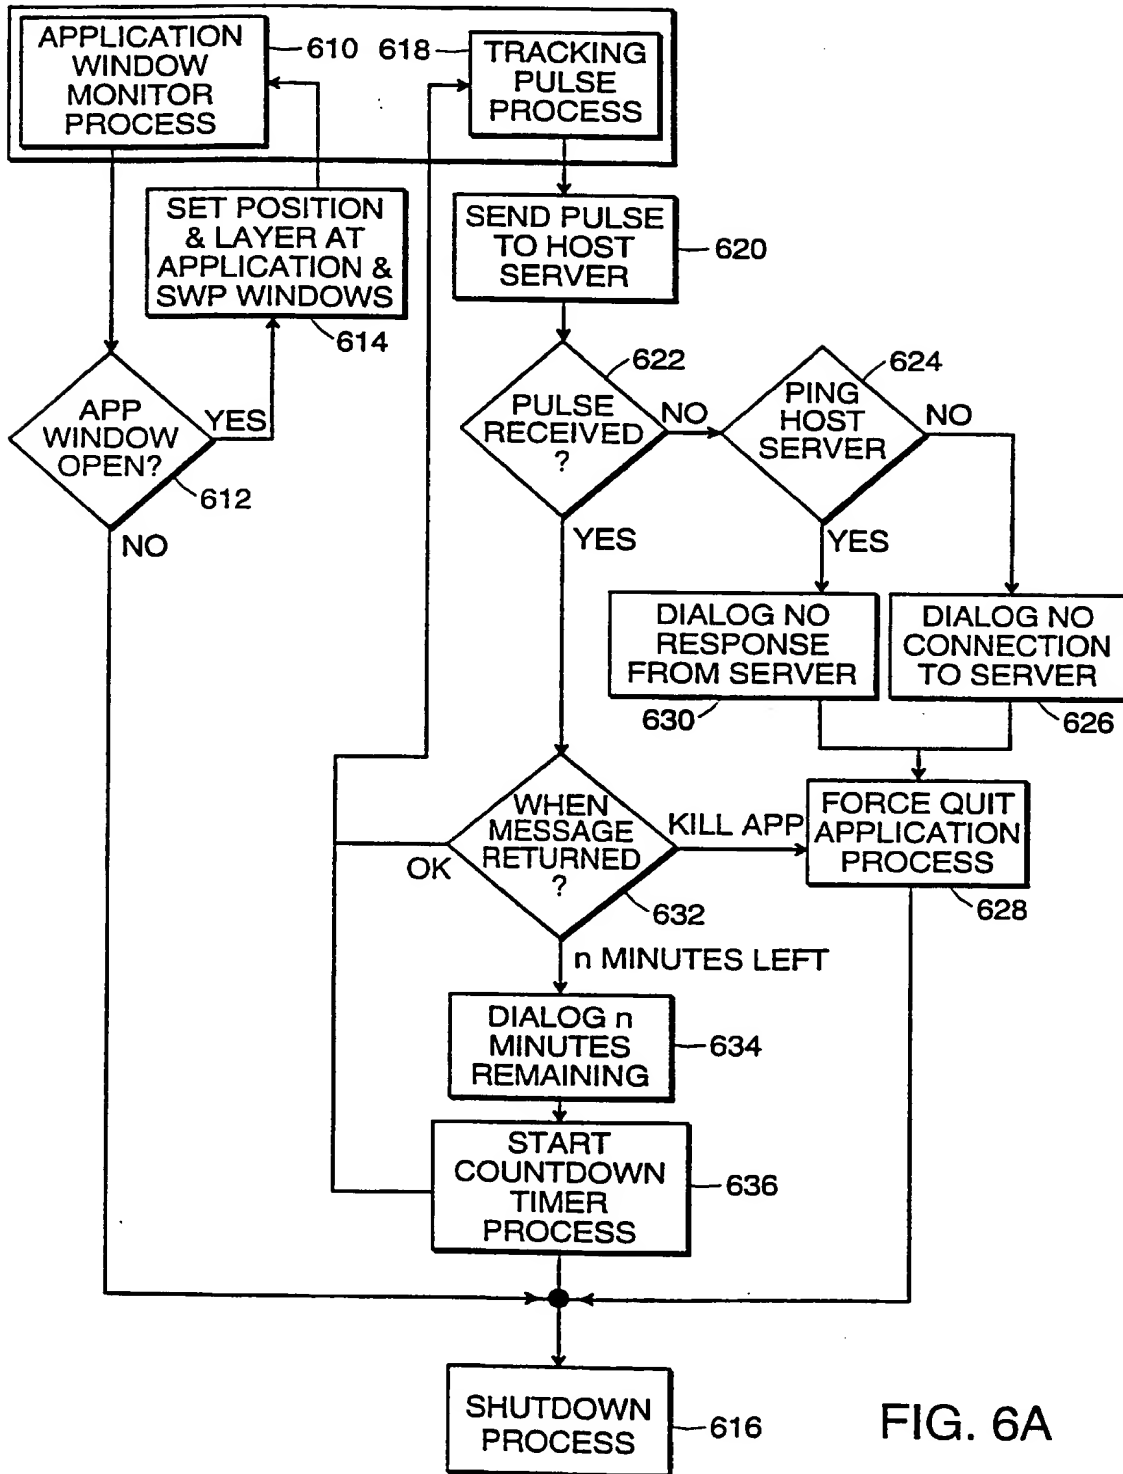 APPLICATION
WINDOW
MONITOR
PROCESS
610
618
TRACKING
PULSE
PROCESS
SET POSITION
& LAYER AT
APPLICATION &
SWP WINDOWS
614
SEND PULSE
TO HOST
SERVER
620
APP
WINDOW
OPEN?
YES
612
NO
PULSE
RECEIVED
?
622
NO
YES
PING
HOST
SERVER
624
NO
YES
DIALOG NO
RESPONSE
FROM SERVER
630
DIALOG NO
CONNECTION
TO SERVER
626
WHEN
MESSAGE
RETURNED
?
OK
KILL APP
632
n MINUTES LEFT
FORCE QUIT
APPLICATION
PROCESS
628
DIALOG n
MINUTES
REMAINING
634
START
COUNTDOWN
TIMER
PROCESS
636
SHUTDOWN
PROCESS
616
FIG. 6A